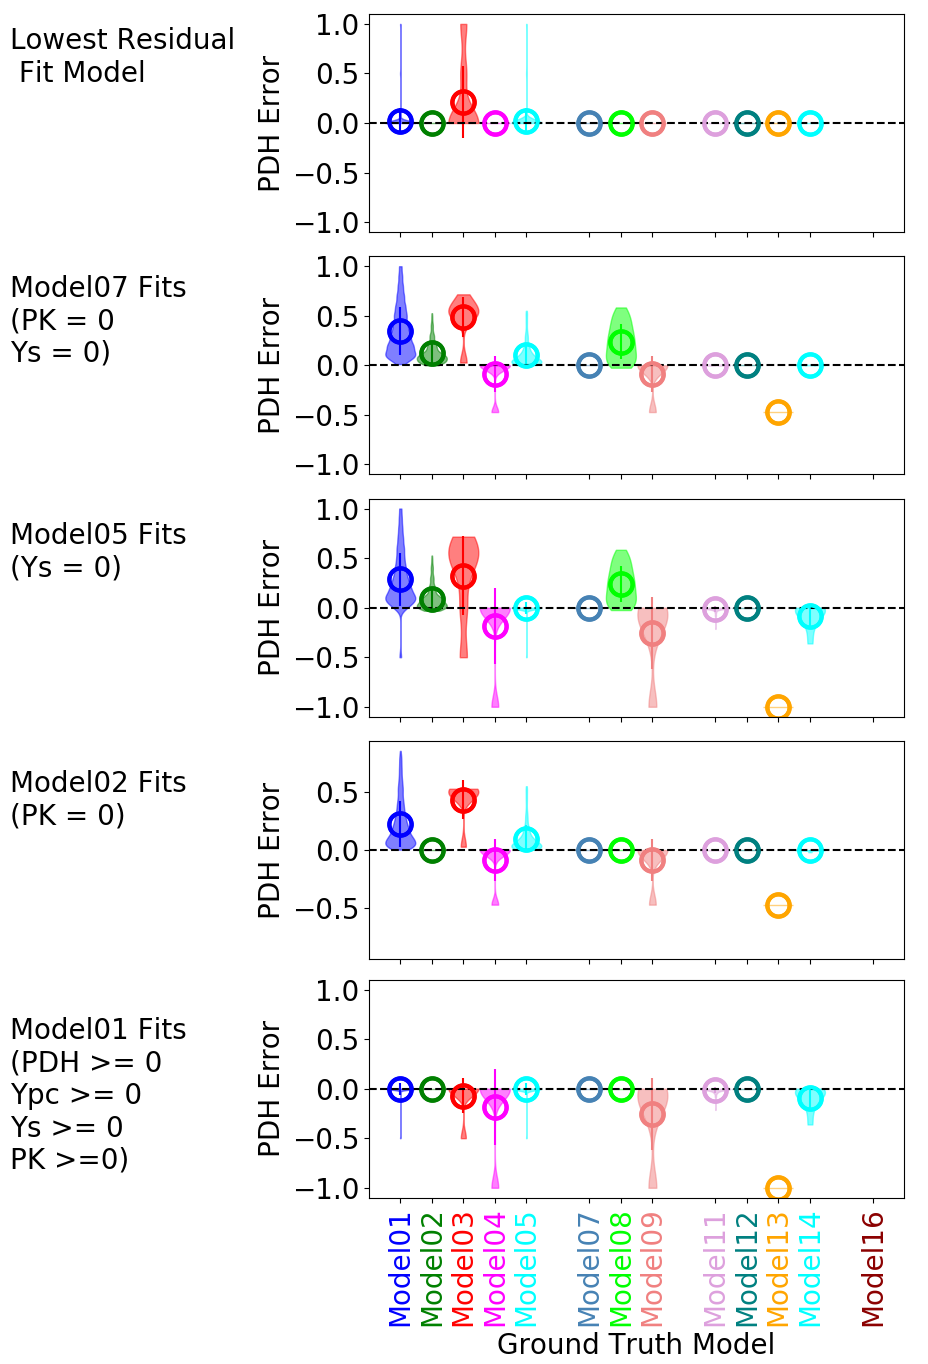 Lowest Residual
Fit Model
PDH Error
1.0
0.5
0.0
−0.5
−1.0
Model07 Fits
(PK = 0
Ys = 0)
PDH Error
1.0
0.5
0.0
−0.5
−1.0
Model05 Fits
(Ys = 0)
PDH Error
1.0
0.5
0.0
−0.5
−1.0
Model02 Fits
(PK = 0)
PDH Error
0.5
0.0
−0.5
Model01 Fits
(PDH >= 0
Ypc >= 0
Ys >= 0
PK >=0)
PDH Error
1.0
0.5
0.0
−0.5
−1.0
Model01
Model02
Model03
Model04
Model05
Model07
Model08
Model09
Model11
Model12
Model13
Model14
Model16
Ground Truth Model